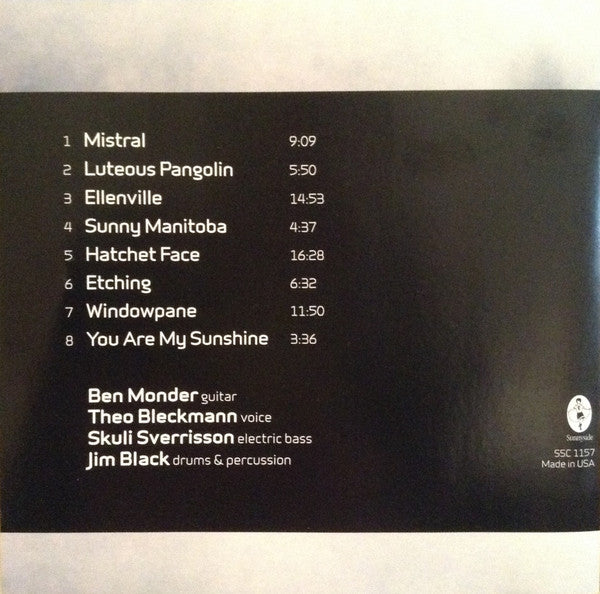 1 Mistral 9:09
2 Luteous Pangolin 5:50
3 Ellenville 14:53
4 Sunny Manitoba 4:37
5 Hatchet Face 16:28
6 Etching 6:32
7 Windowpane 11:50
8 You Are My Sunshine 3:36
Ben Monder guitar
Theo Bleckmann voice
Skuli Sverrisson electric bass
Jim Black drums & percussion
Sunnyside
SSC 1157
Made in USA